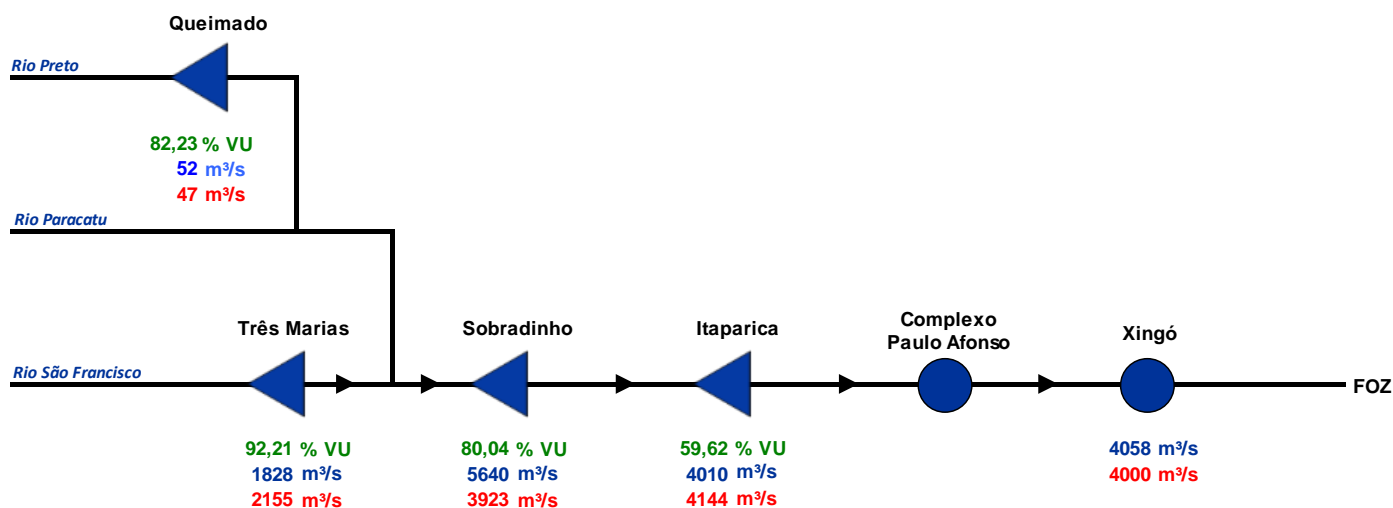 Queimado
Rio Preto
82,23 % VU
52 m³/s
47 m³/s
Rio Paracatu
Três Marias
Sobradinho
Itaparica
Complexo
Paulo Afonso
Xingó
Rio São Francisco
FOZ
92,21 % VU
1828 m³/s
2155 m³/s
80,04 % VU
5640 m³/s
3923 m³/s
59,62 % VU
4010 m³/s
4144 m³/s
4058 m³/s
4000 m³/s